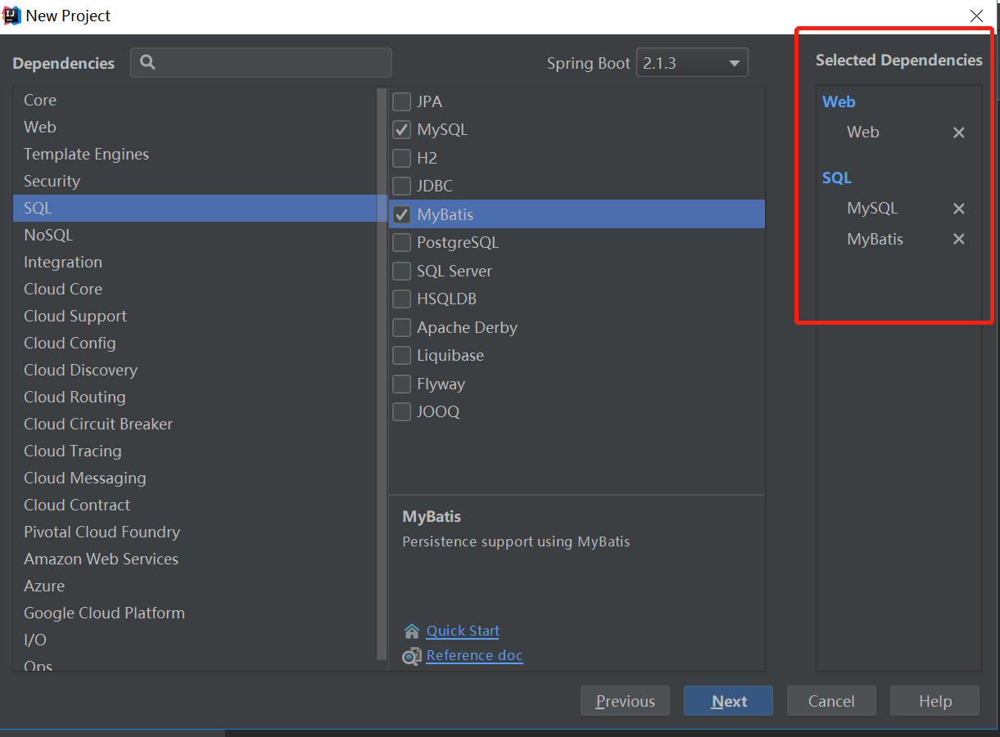 New Project
Dependencies
Spring Boot 2.1.3
Core
Web
Template Engines
Security
SQL
NoSQL
Integration
Cloud Core
Cloud Support
Cloud Config
Cloud Discovery
Cloud Routing
Cloud Circuit Breaker
Cloud Tracing
Cloud Messaging
Cloud Contract
Pivotal Cloud Foundry
Amazon Web Services
Azure
Google Cloud Platform
I/O
Ops
JPA
MySQL
H2
JDBC
MyBatis
PostgreSQL
SQL Server
HSQLDB
Apache Derby
Liquibase
Flyway
JOOQ
MyBatis
Persistence support using MyBatis
Quick Start
Reference doc
Selected Dependencies
Web
Web
SQL
MySQL
MyBatis
Previous
Next
Cancel
Help